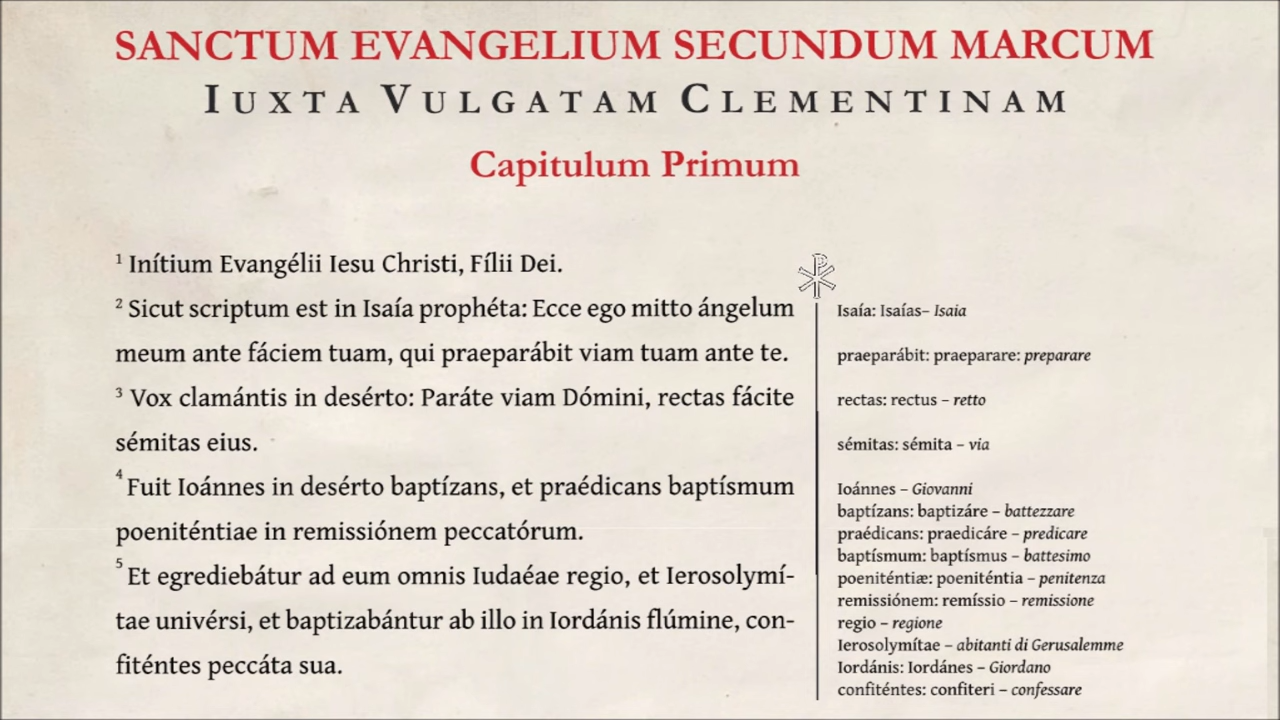 SANCTUM EVANGELIUM SECUNDUM MARCUM
IUXTA VULGATAM CLEMENTINAM
Capitulum Primum
1 Inítium Evangélii Iesu Christi, Fílii Dei.
2 Sicut scriptum est in Isaía prophéta: Ecce ego mitto ángelum
meum ante fáciem tuam, qui praeparábit viam tuam ante te.
3 Vox clamántis in desérto: Paráte viam Dómini, rectas fácite
sémitas eius.
4 Fuit Ioánnes in desérto baptízans, et praédicans baptísmum
poeniténtiae in remissiónem peccatórum.
5 Et egrediebátur ad eum omnis Iudaéae regio, et Ierosolymí-
tae univérsi, et baptizabántur ab illo in Iordánis flúmine, con-
fiténtes peccáta sua.
Isaía: Isaías– Isaia
praeparábit: praeparare: preparare
rectas: rectus – retto
sémitas: sémita – via
Ioánnes – Giovanni
baptízans: baptizáre – battezzare
praédicans: praedicáre – predicare
baptísmum: baptísmus – battesimo
poeniténtiæ: poeniténtia – penitenza
remissiónem: remíssio – remissione
regio – regione
Ierosolymítae – abitanti di Gerusalemme
Iordánis: Iordánes – Giordano
confiténtes: confiteri – confessare